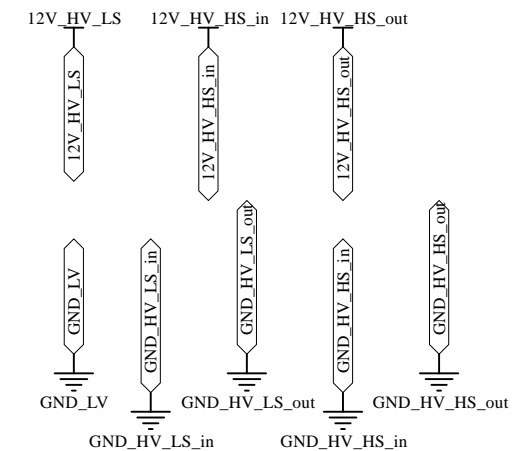 12V_HV_LS
12V_HV_HS_in
12V_HV_HS_out
12V_HV_LS
12V_HV_HS_in
12V_HV_HS_out
GND_LV
GND_HV_LS_in
GND_HV_LS_out
GND_HV_HS_in
GND_HV_HS_out
GND_LV
GND_HV_LS_out
GND_HV_HS_out
GND_HV_LS_in
GND_HV_HS_in